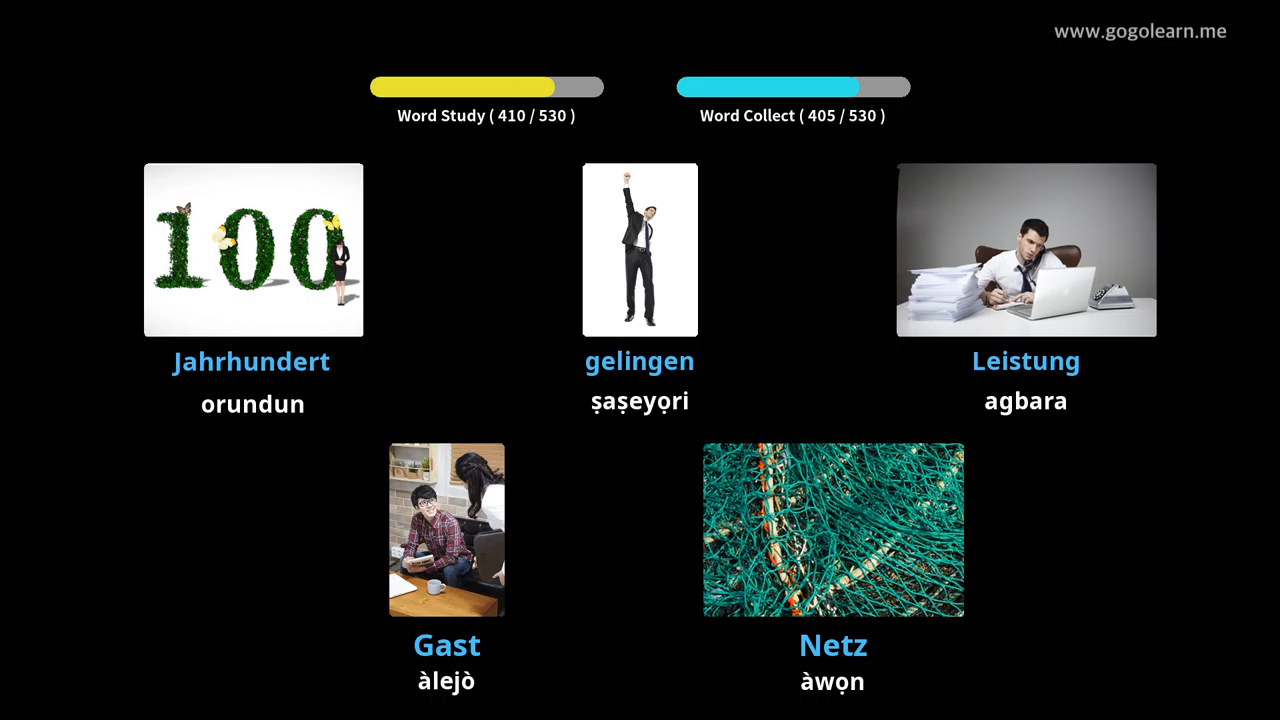 www.gogolearn.me
Word Study ( 410 / 530 )
Word Collect ( 405 / 530 )
100
Jahrhundert
orundun
gelingen
ṣaṣeyọri
Leistung
agbara
Gast
àlejò
Netz
àwọn